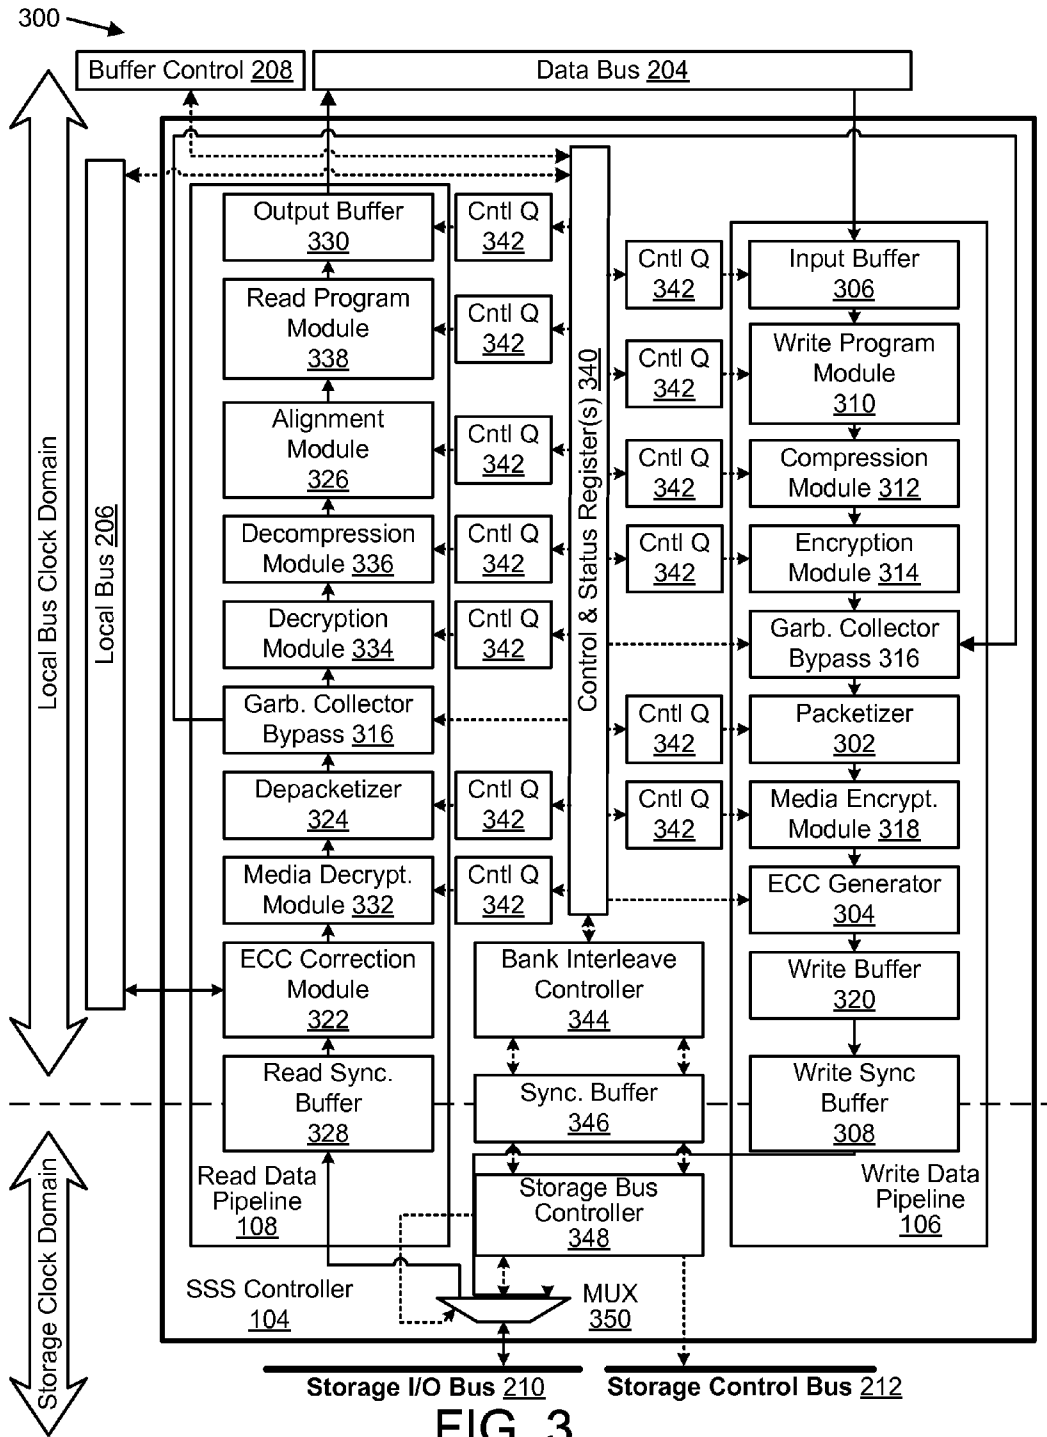 300
Buffer Control 208
Data Bus 204
Local Bus Clock Domain
Local Bus 206
Output Buffer
330
Cntl Q
342
Read Program
Module
338
Cntl Q
342
Alignment
Module
326
Cntl Q
342
Decompression
Module 336
Cntl Q
342
Decryption
Module 334
Cntl Q
342
Garb. Collector
Bypass 316
Depacketizer
324
Cntl Q
342
Media Decrypt.
Module 332
Cntl Q
342
ECC Correction
Module
322
Read Sync.
Buffer
328
Read Data
Pipeline
108
Control & Status Register(s) 340
Bank Interleave
Controller
344
Sync. Buffer
346
Storage Bus
Controller
348
Cntl Q
342
Input Buffer
306
Cntl Q
342
Write Program
Module
310
Cntl Q
342
Compression
Module 312
Cntl Q
342
Encryption
Module 314
Garb. Collector
Bypass 316
Cntl Q
342
Packetizer
302
Cntl Q
342
Media Encrypt.
Module 318
ECC Generator
304
Write Buffer
320
Write Sync
Buffer
308
Write Data
Pipeline
106
Storage Clock Domain
SSS Controller
104
MUX
350
Storage I/O Bus 210
Storage Control Bus 212
FIG. 3